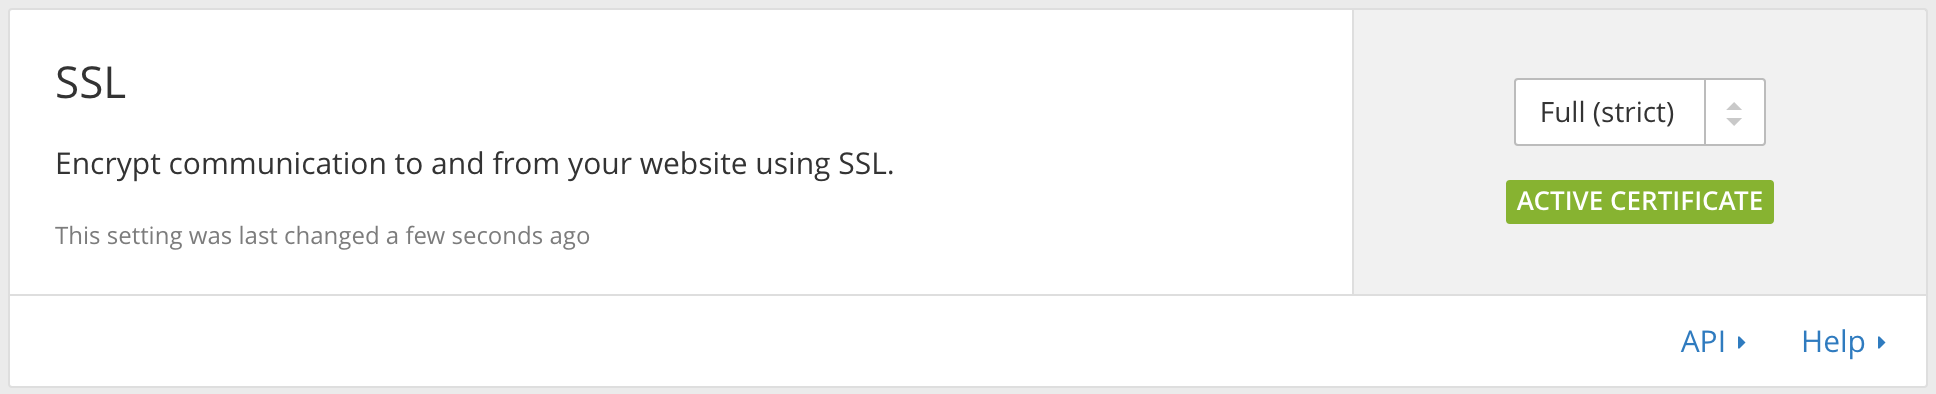 SSL
Encrypt communication to and from your website using SSL.
This setting was last changed a few seconds ago
Full (strict)
ACTIVE CERTIFICATE
API
Help